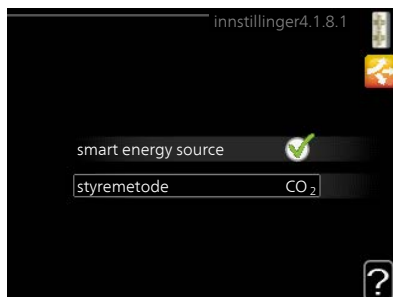 innstillinger4.1.8.1
smart energy source
styremetode CO₂
?